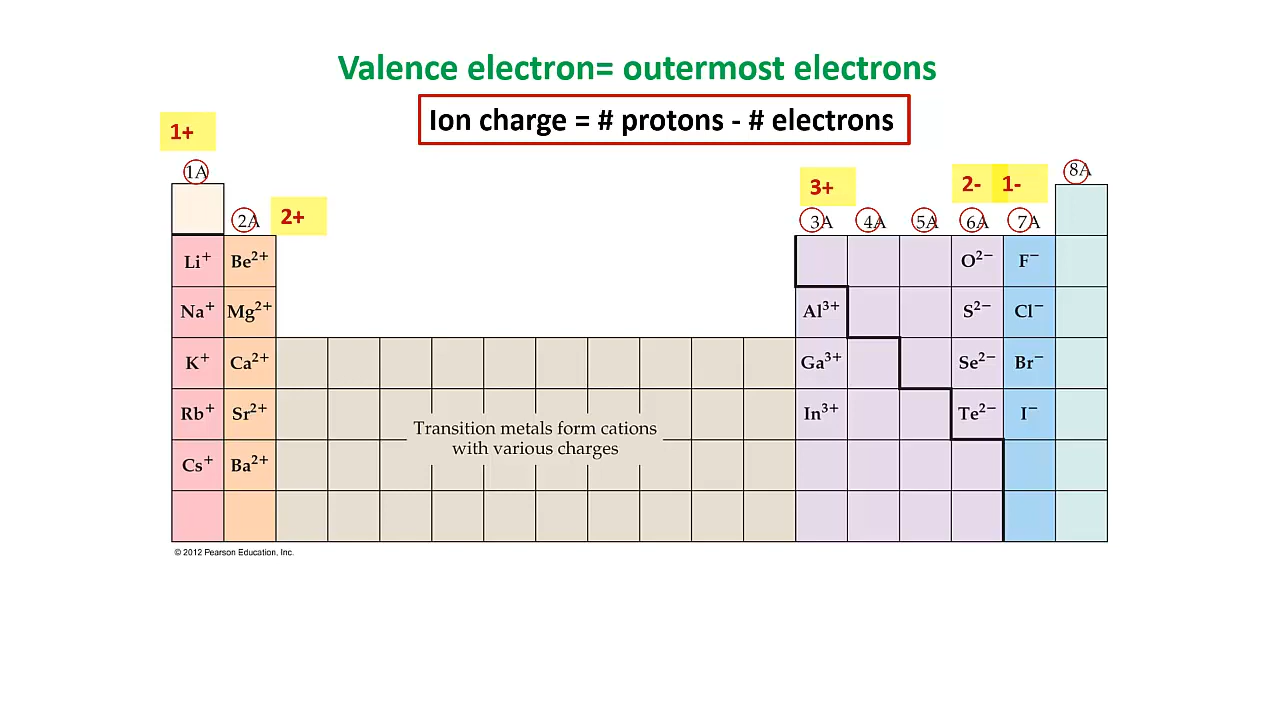 Valence electron= outermost electrons
Ion charge = # protons - # electrons
1+
1A
2A
2+
3+
2- 1-
8A
3A 4A 5A 6A 7A
Li⁺ Be²⁺ O²⁻ F⁻
Na⁺ Mg²⁺ Al³⁺ S²⁻ Cl⁻
K⁺ Ca²⁺ Ga³⁺ Se²⁻ Br⁻
Rb⁺ Sr²⁺ In³⁺ Te²⁻ I⁻
Transition metals form cations
with various charges
Cs⁺ Ba²⁺
© 2012 Pearson Education, Inc.